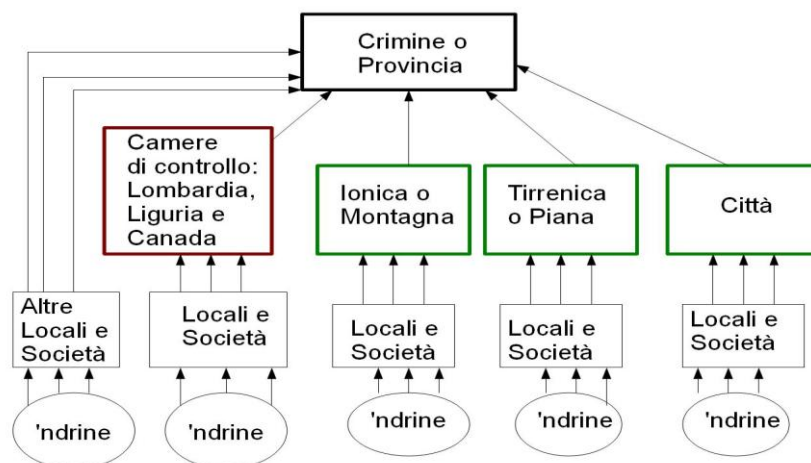 Crimine o
Provincia
Camere
di controllo:
Lombardia,
Liguria e
Canada
Ionica o
Montagna
Tirrenica
o Piana
Città
Altre
Locali e
Società
Locali e
Società
Locali e
Società
Locali e
Società
Locali e
Società
'ndrine
'ndrine
'ndrine
'ndrine
'ndrine